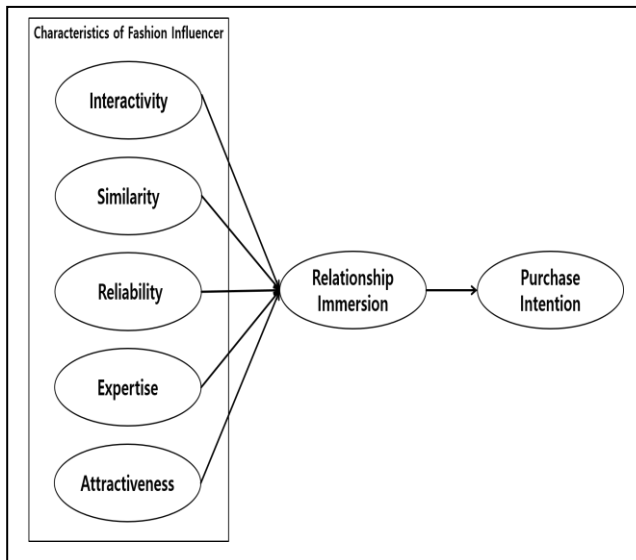 Characteristics of Fashion Influencer
Interactivity
Similarity
Reliability
Expertise
Attractiveness
Relationship
Immersion
Purchase
Intention